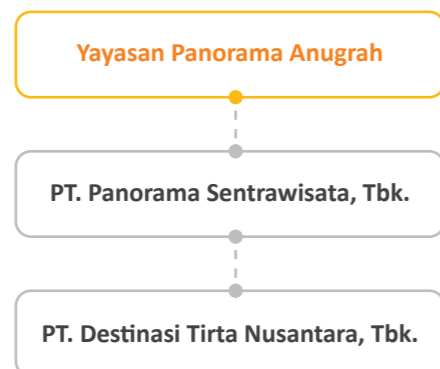 Yayasan Panorama Anugrah
PT. Panorama Sentrawisata, Tbk.
PT. Destinasi Tirta Nusantara, Tbk.